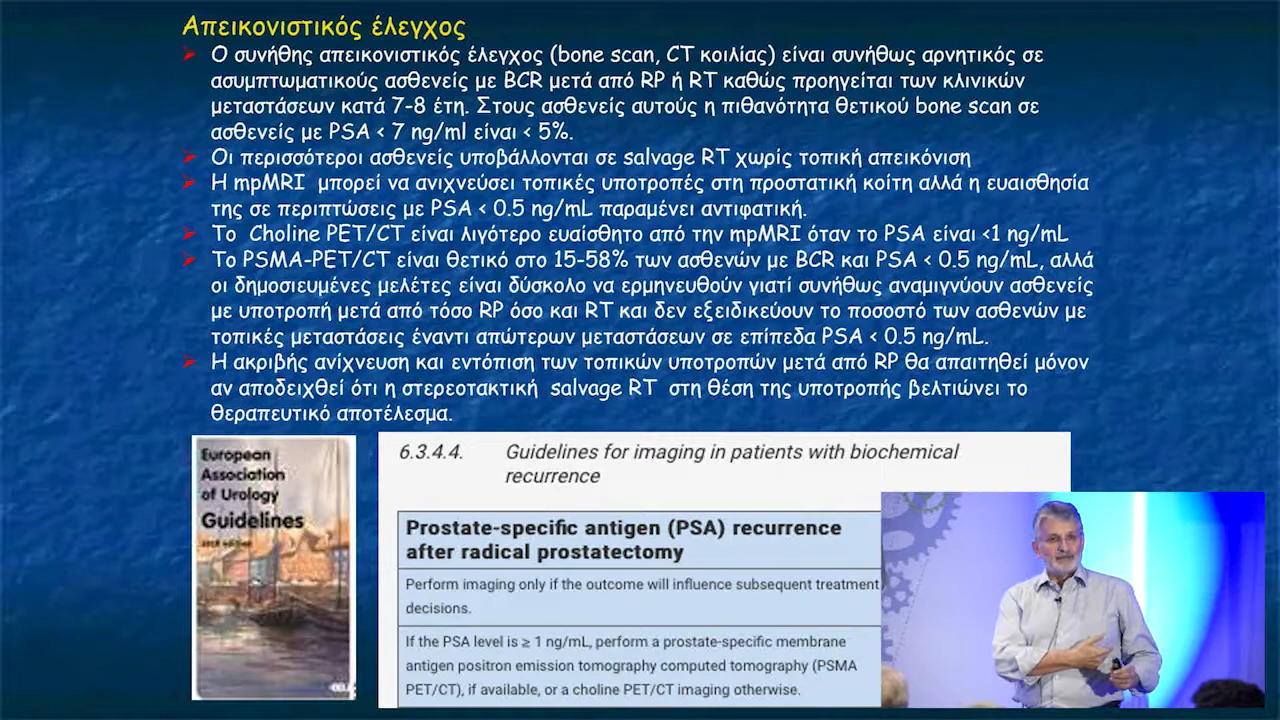 Απεικονιστικός έλεγχος
Ο συνήθης απεικονιστικός έλεγχος (bone scan, CT κοιλίας) είναι συνήθως αρνητικός σε
ασυμπτωματικούς ασθενείς με BCR μετά από RP ή RT καθώς προηγείται των κλινικών
μεταστάσεων κατά 7-8 έτη. Στους ασθενείς αυτούς η πιθανότητα θετικού bone scan σε
ασθενείς με PSA < 7 ng/ml είναι < 5%.
Οι περισσότεροι ασθενείς υποβάλλονται σε salvage RT χωρίς τοπική απεικόνιση
Η mpMRI μπορεί να ανιχνεύσει τοπικές υποτροπές στη προστατική κοίτη αλλά η ευαισθησία
της σε περιπτώσεις με PSA < 0.5 ng/mL παραμένει αντιφατική.
Το Choline PET/CT είναι λιγότερο ευαίσθητο από την mpMRI όταν το PSA είναι <1 ng/mL
Το PSMA-PET/CT είναι θετικό στο 15-58% των ασθενών με BCR και PSA < 0.5 ng/mL, αλλά
οι δημοσιευμένες μελέτες είναι δύσκολο να ερμηνευθούν γιατί συνήθως αναμιγνύουν ασθενείς
με υποτροπή μετά από τόσο RP όσο και RT και δεν εξειδικεύουν το ποσοστό των ασθενών με
τοπικές μεταστάσεις έναντι απώτερων μεταστάσεων σε επίπεδα PSA < 0.5 ng/mL.
Η ακριβής ανίχνευση και εντόπιση των τοπικών υποτροπών μετά από RP θα απαιτηθεί μόνον
αν αποδειχθεί ότι η στερεοτακτική salvage RT στη θέση της υποτροπής βελτιώνει το
θεραπευτικό αποτέλεσμα.
European
Association
of Urology
Guidelines
6.3.4.4. Guidelines for imaging in patients with biochemical
recurrence
Prostate-specific antigen (PSA) recurrence
after radical prostatectomy
Perform imaging only if the outcome will influence subsequent treatment
decisions.
If the PSA level is ≥ 1 ng/mL, perform a prostate-specific membrane
antigen positron emission tomography computed tomography (PSMA
PET/CT), if available, or a choline PET/CT imaging otherwise.